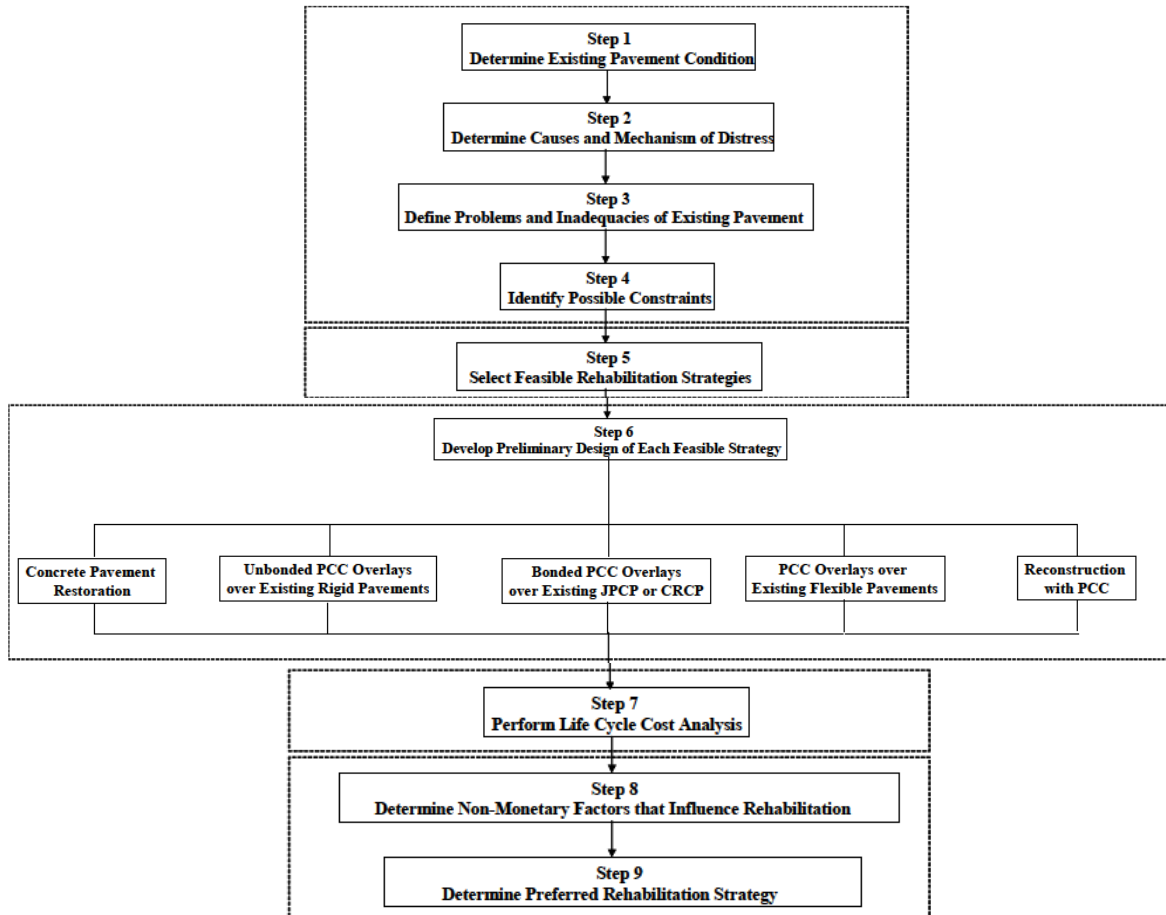 Step 1
Determine Existing Pavement Condition
Step 2
Determine Causes and Mechanism of Distress
Step 3
Define Problems and Inadequacies of Existing Pavement
Step 4
Identify Possible Constraints
Step 5
Select Feasible Rehabilitation Strategies
Step 6
Develop Preliminary Design of Each Feasible Strategy
Concrete Pavement
Restoration
Unbonded PCC Overlays
over Existing Rigid Pavements
Bonded PCC Overlays
over Existing JPCP or CRCP
PCC Overlays over
Existing Flexible Pavements
Reconstruction
with PCC
Step 7
Perform Life Cycle Cost Analysis
Step 8
Determine Non-Monetary Factors that Influence Rehabilitation
Step 9
Determine Preferred Rehabilitation Strategy